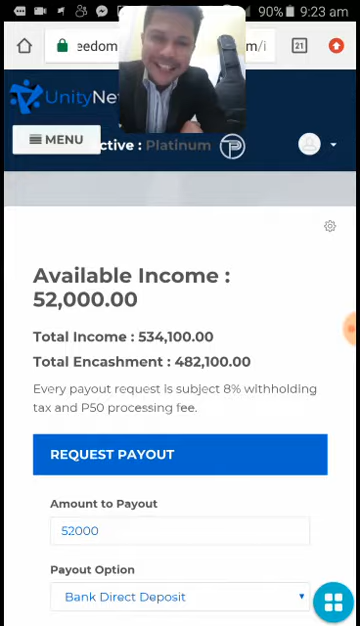 90% 9:23 am
eedom
m/i
21
UnityNe
MENU
ctive : Platinum
Available Income :
52,000.00
Total Income : 534,100.00
Total Encashment : 482,100.00
Every payout request is subject 8% withholding
tax and P50 processing fee.
REQUEST PAYOUT
Amount to Payout
52000
Payout Option
Bank Direct Deposit